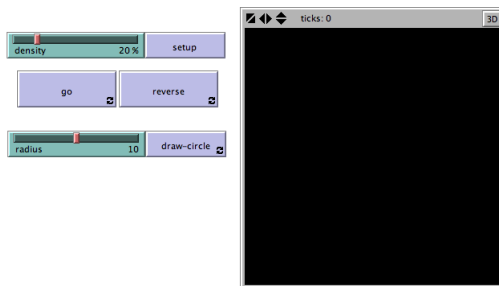 ticks: 0
3D
density 20 %
setup
go
reverse
radius 10
draw-circle